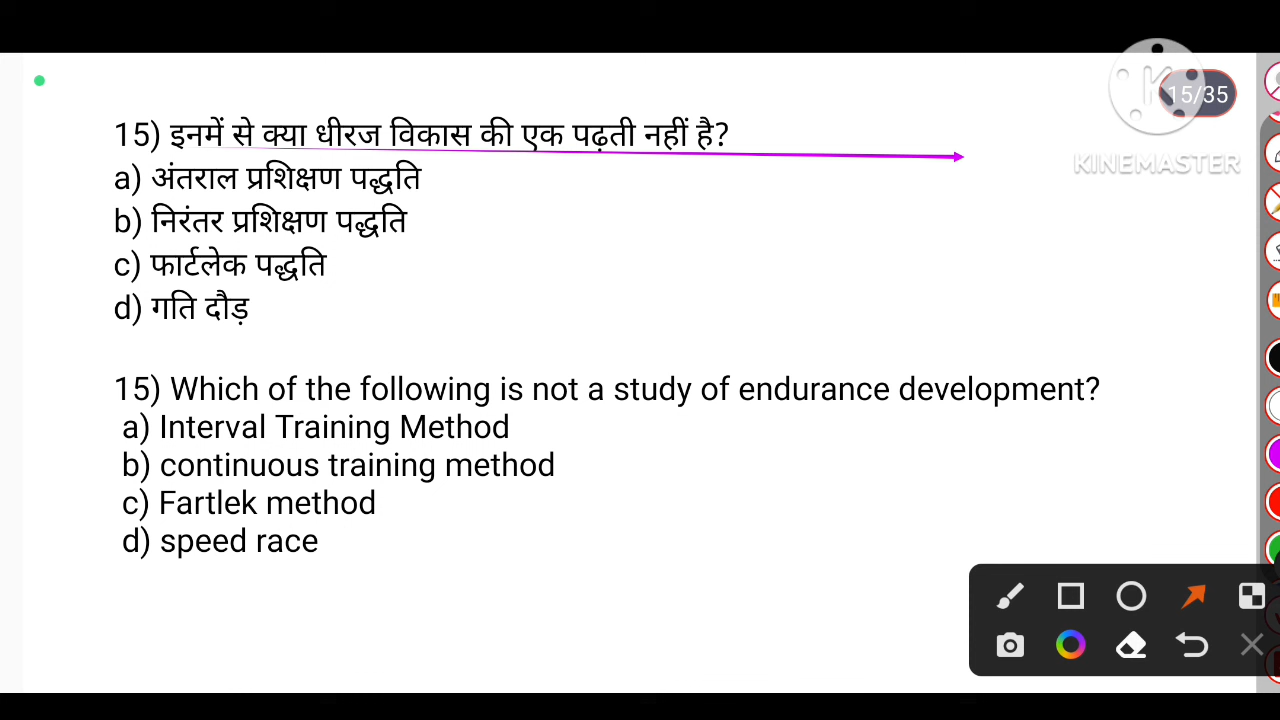 15/35
KINEMASTER
15) इनमें से क्या धीरज विकास की एक पढ़ती नहीं है?
a) अंतराल प्रशिक्षण पद्धति
b) निरंतर प्रशिक्षण पद्धति
c) फार्टलेक पद्धति
d) गति दौड़
15) Which of the following is not a study of endurance development?
a) Interval Training Method
b) continuous training method
c) Fartlek method
d) speed race